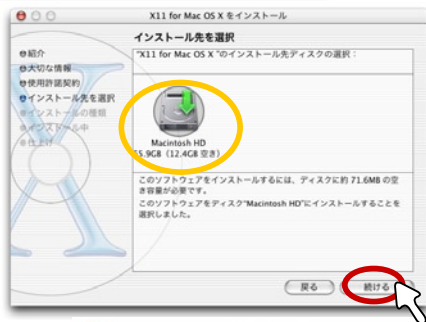 X11 for Mac OS X をインストール
インストール先を選択
紹介
大切な情報
使用許諾契約
インストール先を選択
インストールの種類
インストール中
仕上げ
"X11 for Mac OS X "のインストール先ディスクの選択：
Macintosh HD
5.9GB（12.4GB 空き）
このソフトウェアをインストールするには、ディスクに約 71.6MB の空
き容量が必要です。
このソフトウェアをディスク"Macintosh HD"にインストールすることを
選択しました。
戻る
続ける